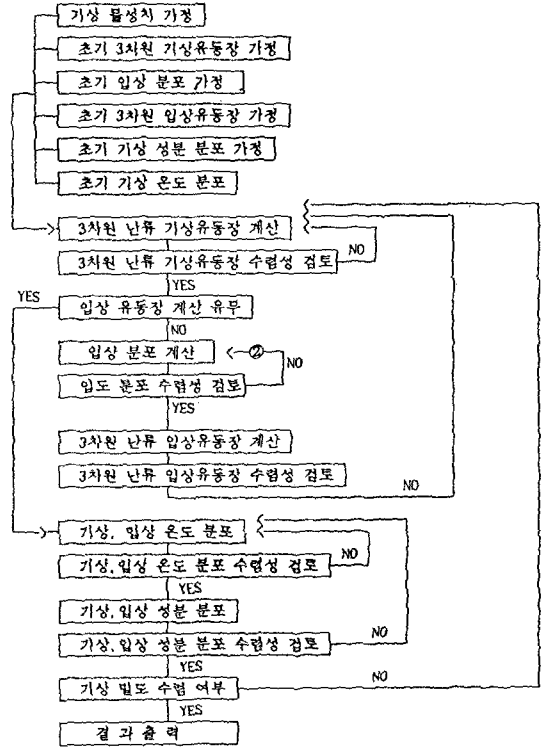 기상 물성치 가정
초기 3차원 기상유동장 가정
초기 입상 분포 가정
초기 3차원 입상유동장 가정
초기 기상 성분 분포 가정
초기 기상 온도 분포
3차원 난류 기상유동장 계산
NO
3차원 난류 기상유동장 수렴성 검토
YES
YES
입상 유동장 계산 유무
NO
입상 분포 계산
②
NO
입도 분포 수렴성 검토
YES
3차원 난류 입상유동장 계산
3차원 난류 입상유동장 수렴성 검토
NO
기상, 입상 온도 분포
NO
기상,입상 온도 분포 수렴성 검토
YES
기상,입상 성분 분포
NO
기상,입상 성분 분포 수렴성 검토
YES
NO
기상 밀도 수렴 여부
YES
결 과 출 력